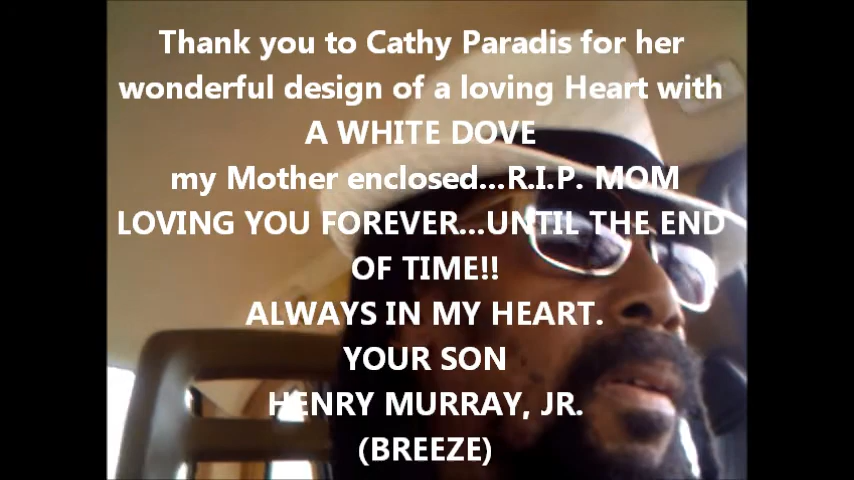 Thank you to Cathy Paradis for her
wonderful design of a loving Heart with
A WHITE DOVE
my Mother enclosed...R.I.P. MOM
LOVING YOU FOREVER...UNTIL THE END
OF TIME!!
ALWAYS IN MY HEART.
YOUR SON
HENRY MURRAY, JR.
(BREEZE)